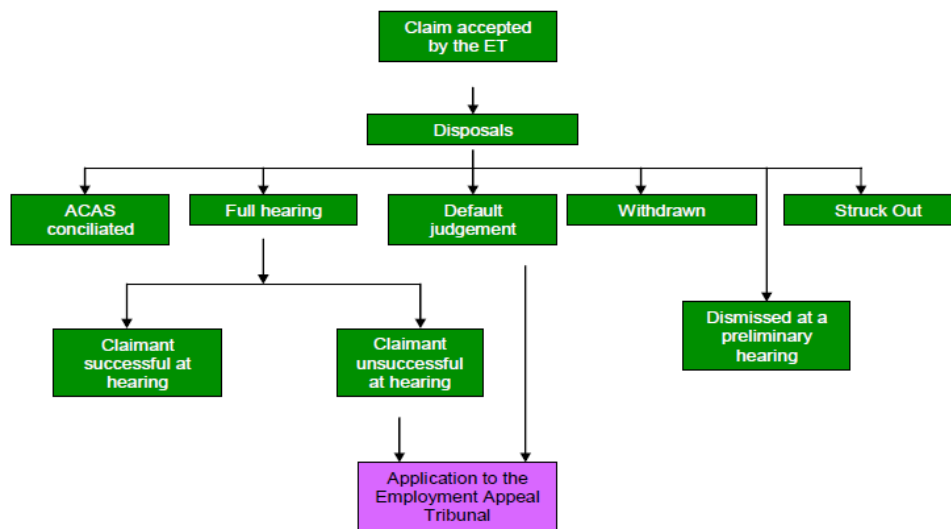 Claim accepted
by the ET
Disposals
ACAS
conciliated
Full hearing
Default
judgement
Withdrawn
Struck Out
Claimant
successful at
hearing
Claimant
unsuccessful
at hearing
Dismissed at a
preliminary
hearing
Application to the
Employment Appeal
Tribunal